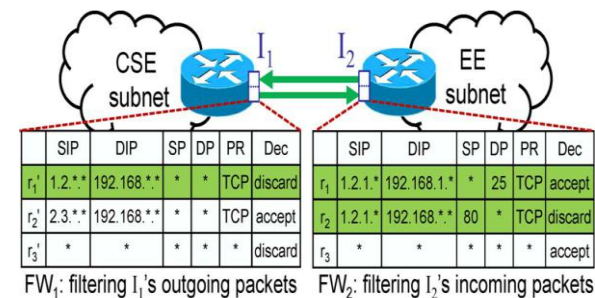 CSE subnet
I1
I2
EE subnet
SIP DIP SP DP PR Dec
r1' 1.2.*.* 192.168.*.* * * TCP discard
r2' 2.3.*.* 192.168.*.* * * TCP accept
r3' * * * * * discard
FW1: filtering I1's outgoing packets
SIP DIP SP DP PR Dec
r1 1.2.1.* 192.168.1.* * 25 TCP accept
r2 1.2.1.* 192.168.*.* 80 * TCP discard
r3 * * * * * accept
FW2: filtering I2's incoming packets